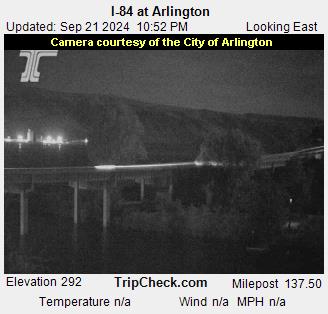 I-84 at Arlington
Updated: Sep 21 2024 10:52 PM Looking East
Camera courtesy of the City of Arlington
Elevation 292 TripCheck.com Milepost 137.50
Temperature n/a Wind n/a MPH n/a